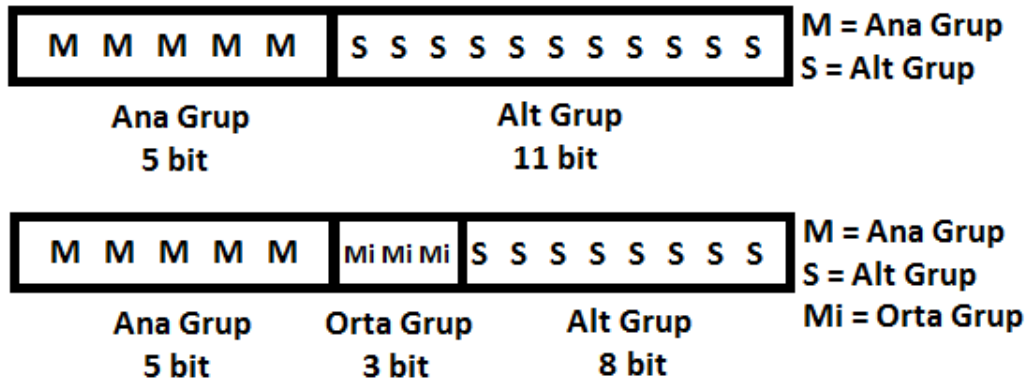 M M M M M S S S S S S S S S S S
M = Ana Grup
S = Alt Grup
Ana Grup
5 bit
Alt Grup
11 bit
M M M M M Mi Mi Mi S S S S S S S S
M = Ana Grup
S = Alt Grup
Mi = Orta Grup
Ana Grup
5 bit
Orta Grup
3 bit
Alt Grup
8 bit